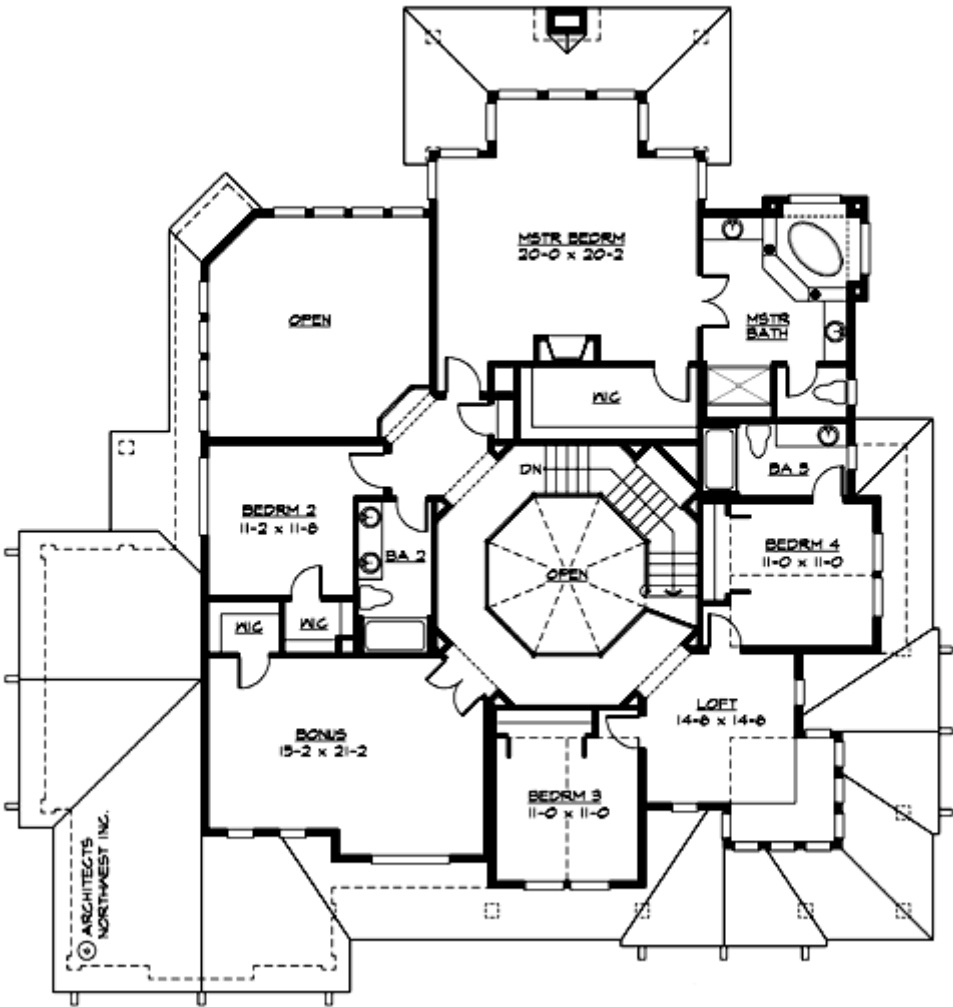 MSTR BEDRM
20-0 x 20-2
OPEN
MSTR
BATH
WIC
DN
BA 3
BEDRM 2
11-2 x 11-8
BA 2
BEDRM 4
11-0 x 11-0
OPEN
WIC
WIC
LOFT
14-8 x 14-8
BONUS
15-2 x 21-2
BEDRM 3
11-0 x 11-0
© ARCHITECTS
NORTHWEST INC.